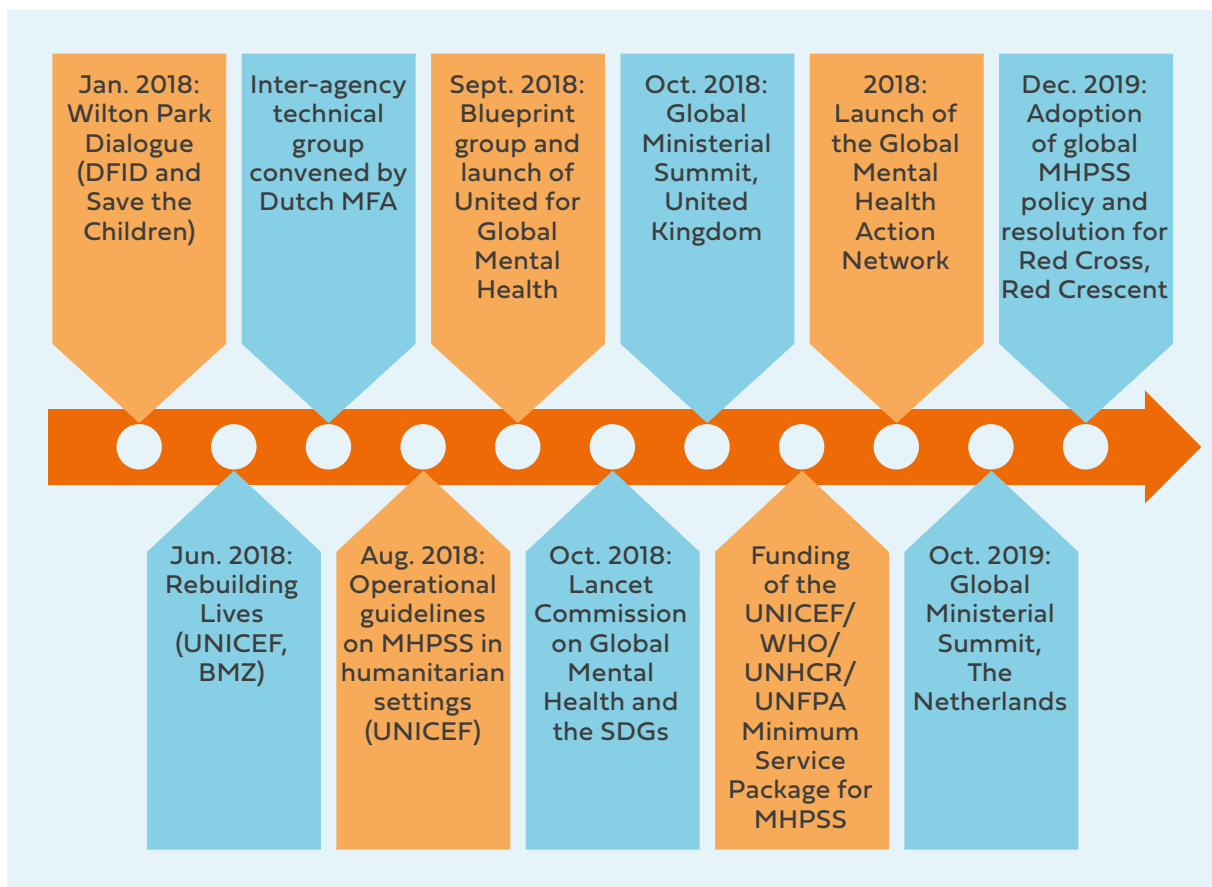 Jan. 2018:
Wilton Park
Dialogue
(DFID and
Save the
Children)
Inter-agency
technical
group
convened by
Dutch MFA
Sept. 2018:
Blueprint
group and
launch of
United for
Global
Mental
Health
Oct. 2018:
Global
Ministerial
Summit,
United
Kingdom
2018:
Launch of
the Global
Mental
Health
Action
Network
Dec. 2019:
Adoption
of global
MHPSS
policy and
resolution for
Red Cross,
Red Crescent
Jun. 2018:
Rebuilding
Lives
(UNICEF,
BMZ)
Aug. 2018:
Operational
guidelines
on MHPSS in
humanitarian
settings
(UNICEF)
Oct. 2018:
Lancet
Commission
on Global
Mental
Health and
the SDGs
Funding
of the
UNICEF/
WHO/
UNHCR/
UNFPA
Minimum
Service
Package for
MHPSS
Oct. 2019:
Global
Ministerial
Summit,
The
Netherlands